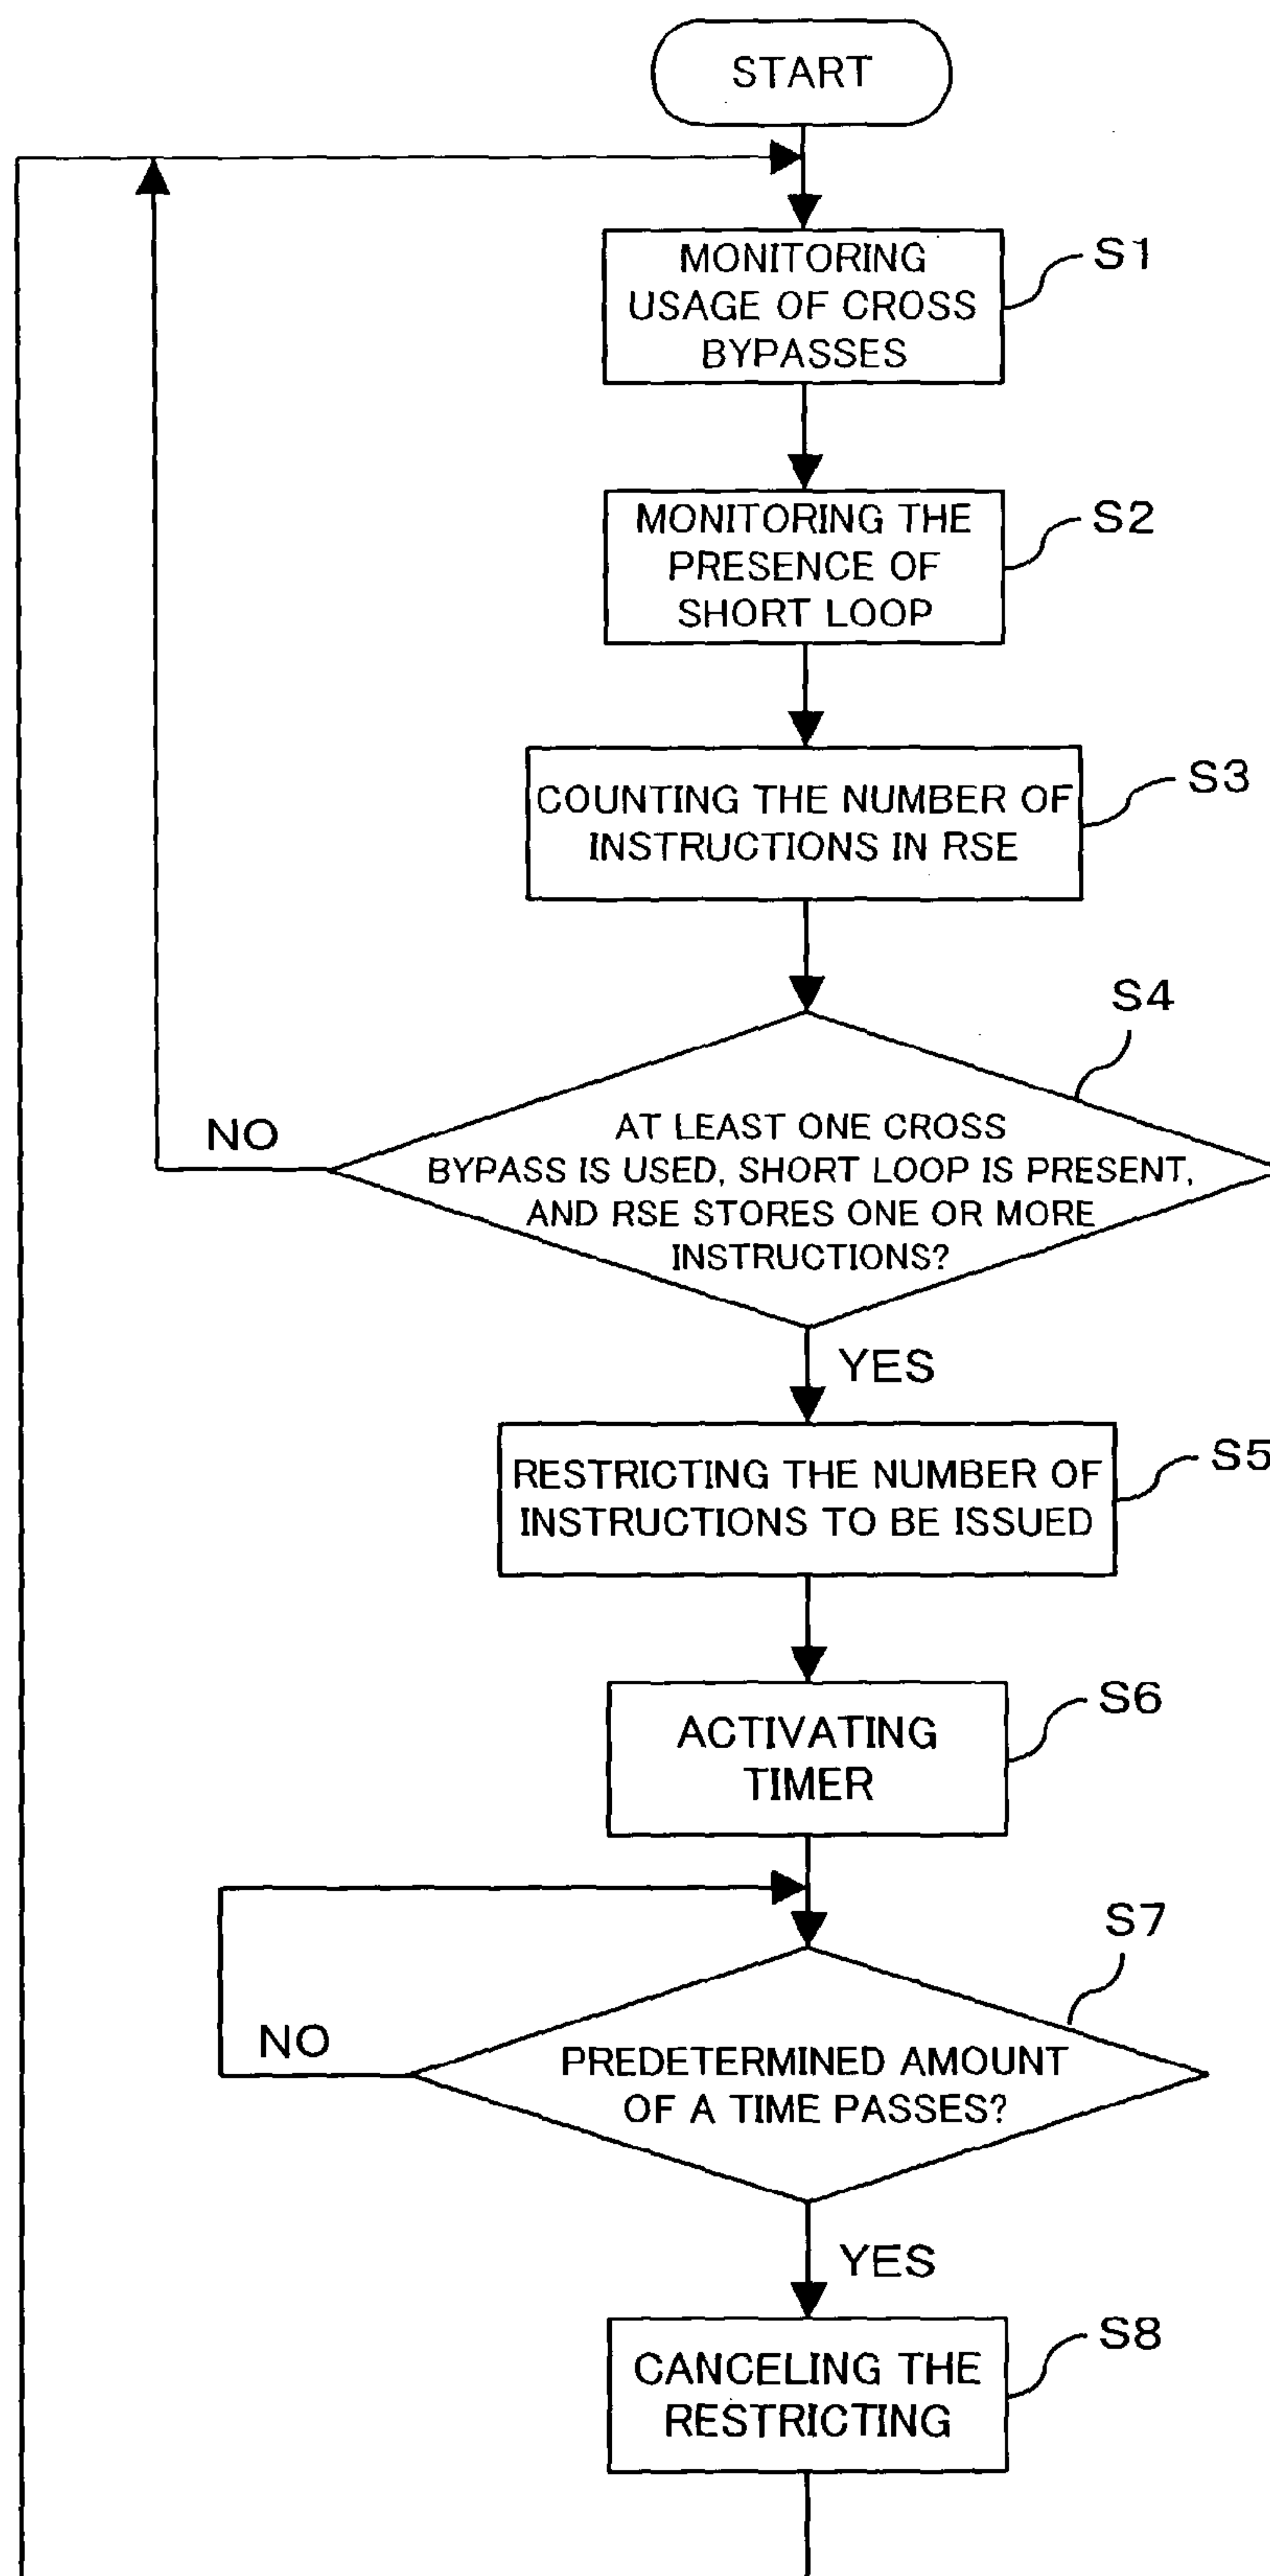 START
MONITORING
USAGE OF CROSS
BYPASSES
S1
MONITORING THE
PRESENCE OF
SHORT LOOP
S2
COUNTING THE NUMBER OF
INSTRUCTIONS IN RSE
S3
S4
NO
AT LEAST ONE CROSS
BYPASS IS USED, SHORT LOOP IS PRESENT,
AND RSE STORES ONE OR MORE
INSTRUCTIONS?
YES
RESTRICTING THE NUMBER OF
INSTRUCTIONS TO BE ISSUED
S5
ACTIVATING
TIMER
S6
S7
NO
PREDETERMINED AMOUNT
OF A TIME PASSES?
YES
CANCELING THE
RESTRICTING
S8